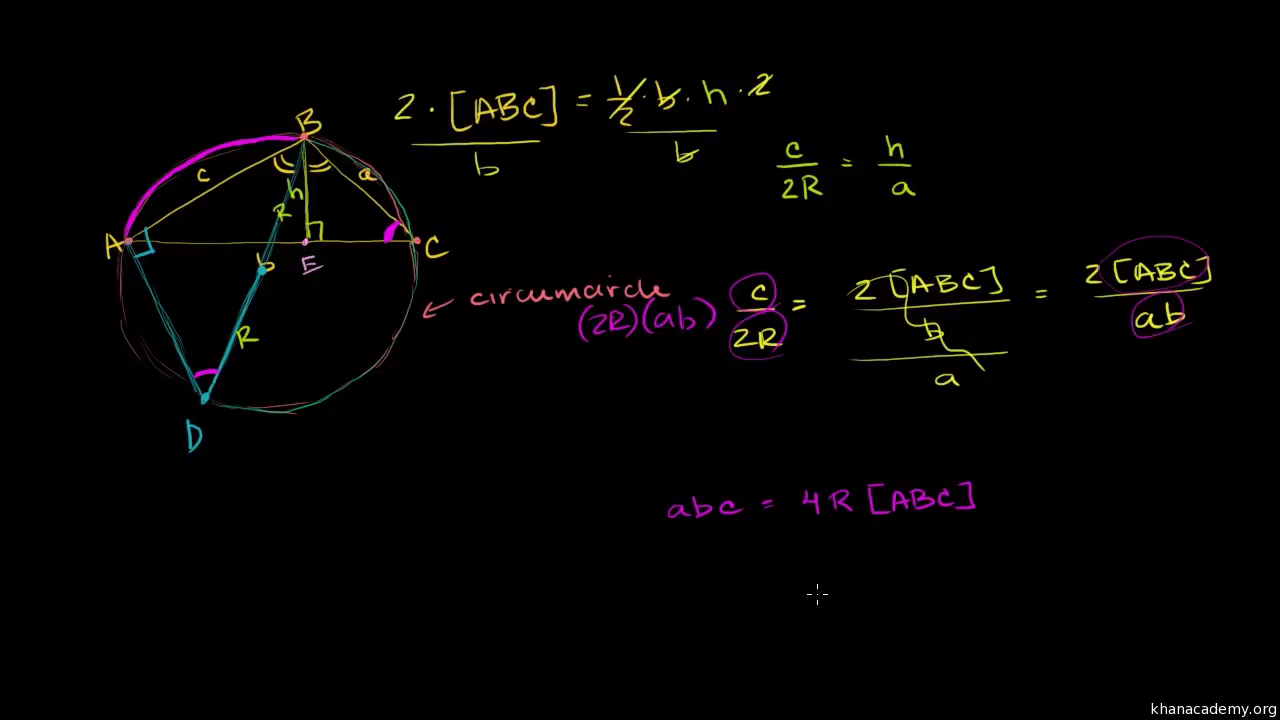 B
2 · [ABC] = 1/2 · b · h · 2
b
b
c
2R
=
h
a
c
a
h
R
A
C
b
E
R
D
circumcircle
(2R)(ab)
c
2R
=
2 [ABC]
b
a
=
2 [ABC]
ab
abc = 4R [ABC]
khanacademy.org